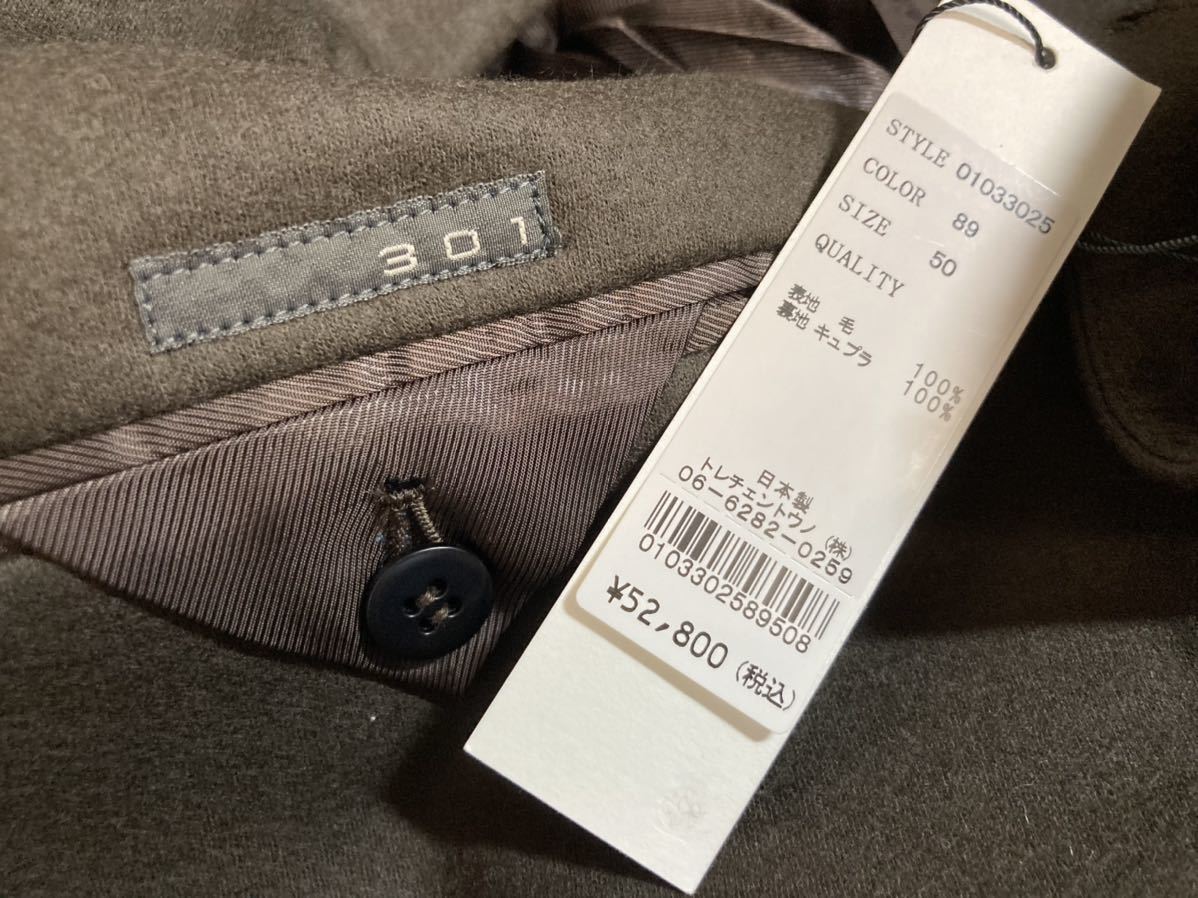 301
STYLE 01033025
COLOR 89
SIZE 50
QUALITY
表地 毛 100%
裏地 キュプラ 100%
日本製
トレチェントウノ(株)
06-6282-0259
0103302589508
¥52,800(税込)